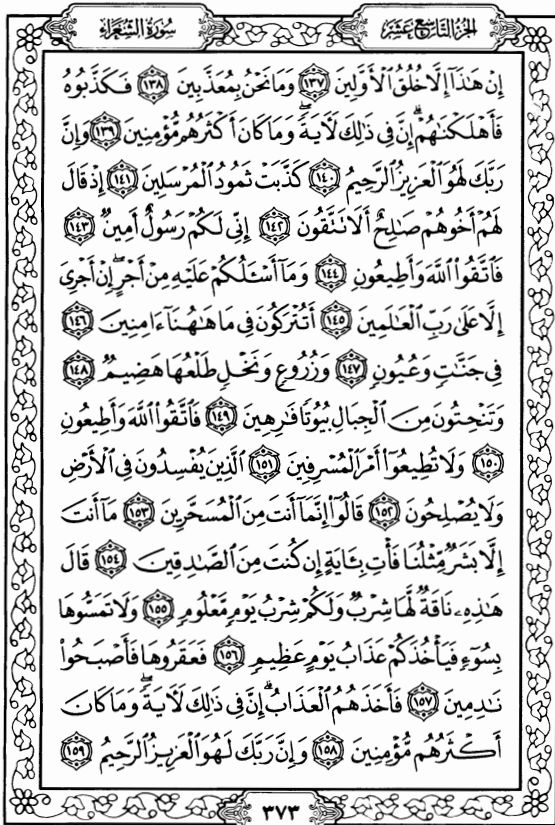 الجزء التاسع عشر
سورة الشعراء
إِنْ هَٰذَآ إِلَّا خُلُقُ ٱلْأَوَّلِينَ ١٣٧ وَمَا نَحْنُ بِمُعَذَّبِينَ ١٣٨ فَكَذَّبُوهُ
فَأَهْلَكْنَٰهُمْ ۗ إِنَّ فِى ذَٰلِكَ لَءَايَةً ۖ وَمَا كَانَ أَكْثَرُهُم مُّؤْمِنِينَ ١٣٩ وَإِنَّ
رَبَّكَ لَهُوَ ٱلْعَزِيزُ ٱلرَّحِيمُ ١٤٠ كَذَّبَتْ ثَمُودُ ٱلْمُرْسَلِينَ ١٤١ إِذْ قَالَ
لَهُمْ أَخُوهُمْ صَٰلِحٌ أَلَا تَتَّقُونَ ١٤٢ إِنِّى لَكُمْ رَسُولٌ أَمِينٌ ١٤٣
فَٱتَّقُوا۟ ٱللَّهَ وَأَطِيعُونِ ١٤٤ وَمَآ أَسْـَٔلُكُمْ عَلَيْهِ مِنْ أَجْرٍ ۖ إِنْ أَجْرِىَ
إِلَّا عَلَىٰ رَبِّ ٱلْعَٰلَمِينَ ١٤٥ أَتُتْرَكُونَ فِى مَا هَٰهُنَآ ءَامِنِينَ ١٤٦
فِى جَنَّٰتٍ وَعُيُونٍ ١٤٧ وَزُرُوعٍ وَنَخْلٍ طَلْعُهَا هَضِيمٌ ١٤٨
وَتَنْحِتُونَ مِنَ ٱلْجِبَالِ بُيُوتًا فَٰرِهِينَ ١٤٩ فَٱتَّقُوا۟ ٱللَّهَ وَأَطِيعُونِ
١٥٠ وَلَا تُطِيعُوٓا۟ أَمْرَ ٱلْمُسْرِفِينَ ١٥١ ٱلَّذِينَ يُفْسِدُونَ فِى ٱلْأَرْضِ
وَلَا يُصْلِحُونَ ١٥٢ قَالُوٓا۟ إِنَّمَآ أَنتَ مِنَ ٱلْمُسَحَّرِينَ ١٥٣ مَآ أَنتَ
إِلَّا بَشَرٌ مِّثْلُنَا فَأْتِ بِـَٔايَةٍ إِن كُنتَ مِنَ ٱلصَّٰدِقِينَ ١٥٤ قَالَ
هَٰذِهِۦ نَاقَةٌ لَّهَا شِرْبٌ وَلَكُمْ شِرْبُ يَوْمٍ مَّعْلُومٍ ١٥٥ وَلَا تَمَسُّوهَا
بِسُوٓءٍ فَيَأْخُذَكُمْ عَذَابُ يَوْمٍ عَظِيمٍ ١٥٦ فَعَقَرُوهَا فَأَصْبَحُوا۟
نَٰدِمِينَ ١٥٧ فَأَخَذَهُمُ ٱلْعَذَابُ ۗ إِنَّ فِى ذَٰلِكَ لَءَايَةً ۖ وَمَا كَانَ
أَكْثَرُهُم مُّؤْمِنِينَ ١٥٨ وَإِنَّ رَبَّكَ لَهُوَ ٱلْعَزِيزُ ٱلرَّحِيمُ ١٥٩
٣٧٣